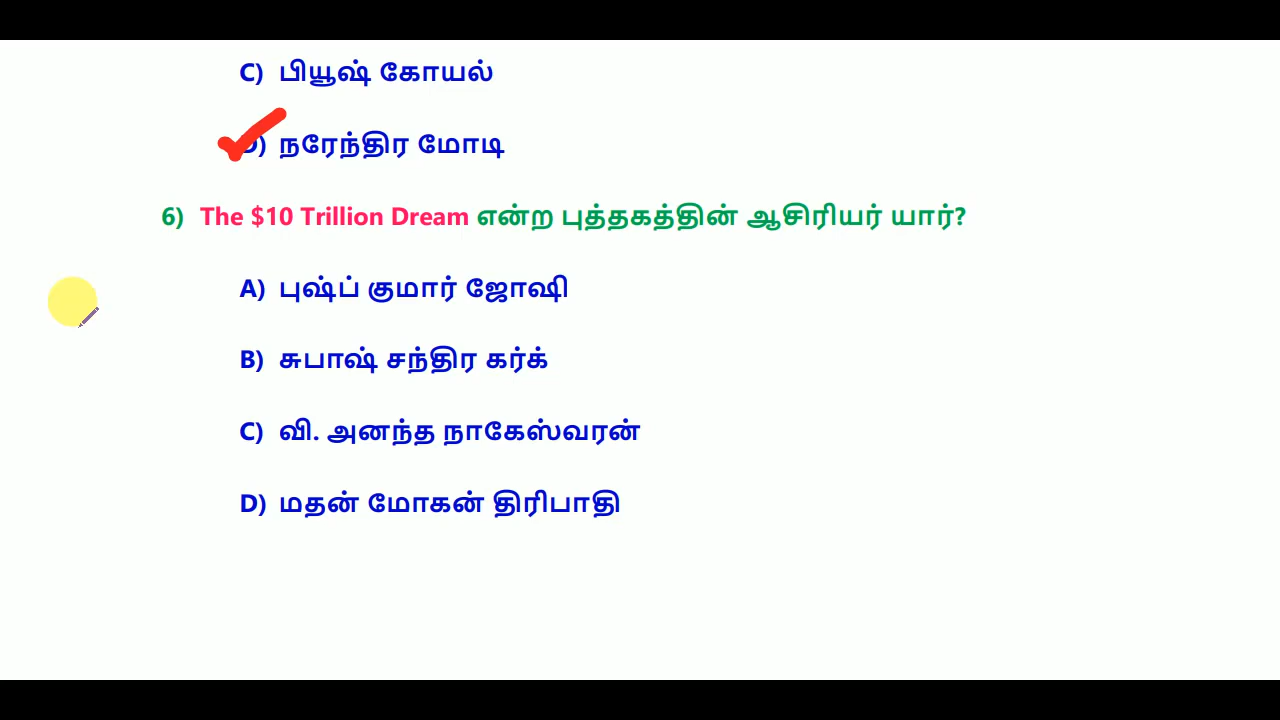 C) பியூஷ் கோயல்
D) நரேந்திர மோடி
6) The $10 Trillion Dream என்ற புத்தகத்தின் ஆசிரியர் யார்?
A) புஷ்ப் குமார் ஜோஷி
B) சுபாஷ் சந்திர கர்க்
C) வி. அனந்த நாகேஸ்வரன்
D) மதன் மோகன் திரிபாதி